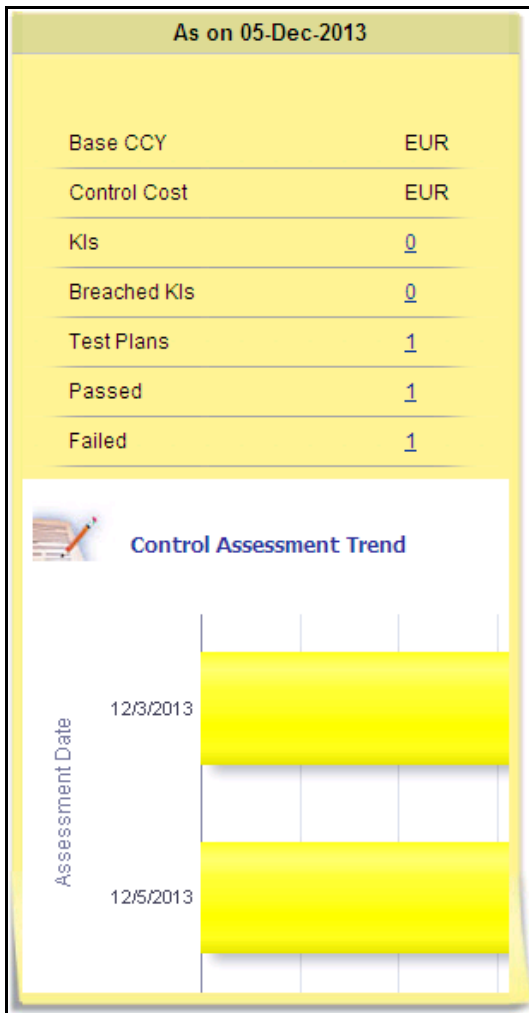 As on 05-Dec-2013
Base CCY EUR
Control Cost EUR
KIs 0
Breached KIs 0
Test Plans 1
Passed 1
Failed 1
Control Assessment Trend
Assessment Date
12/3/2013
12/5/2013